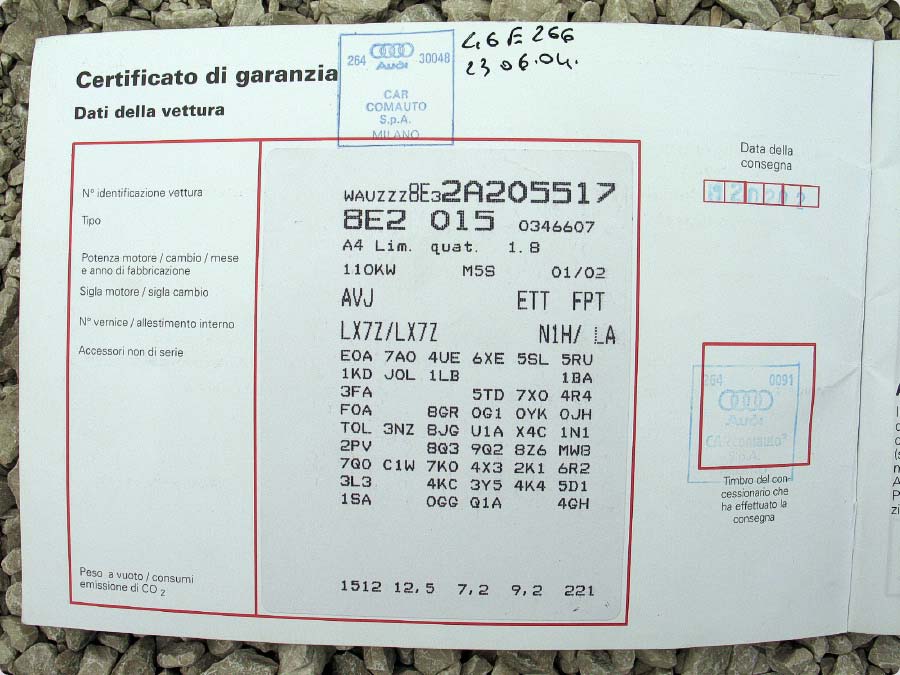 46E266
23 06.04.
264 Audi 30048
CAR
COMAUTO
S.p.A.
MILANO
Certificato di garanzia
Dati della vettura
Data della
consegna
N° identificazione vettura
WAUZZZ8E32A205517
Tipo
8E2 015 0346607
A4 Lim. quat. 1.8
Potenza motore / cambio / mese
e anno di fabbricazione
110KW M5S 01/02
Sigla motore / sigla cambio
AVJ ETT FPT
N° vernice / allestimento interno
LX7Z/LX7Z N1H/ LA
Accessori non di serie
E0A 7A0 4UE 6XE 5SL 5RU
1KD J0L 1LB 1BA
3FA 5TD 7X0 4R4
F0A 8GR 0G1 0YK 0JH
T0L 3NZ 8JG U1A X4C 1N1
2PV 8Q3 9Q2 8Z6 MWB
7Q0 C1W 7K0 4X3 2K1 6R2
3L3 4KC 3Y5 4K4 5D1
1SA 0GG Q1A 4GH
264 0091
Audi
CARcomauto
S.P.A.
Timbro del con-
cessionario che
ha effettuato la
consegna
Peso a vuoto / consumi
emissione di CO2
1512 12,5 7,2 9,2 221